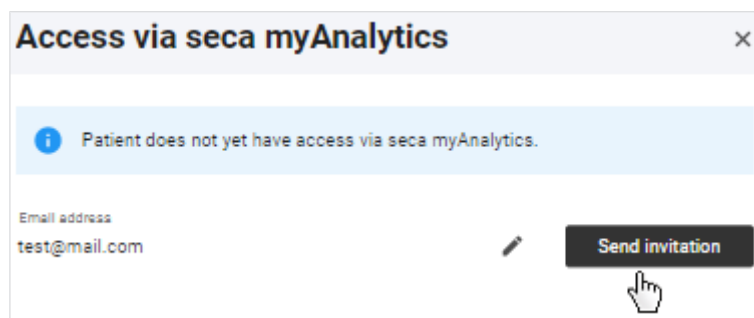 Access via seca myAnalytics
Patient does not yet have access via seca myAnalytics.
Email address
test@mail.com
Send invitation